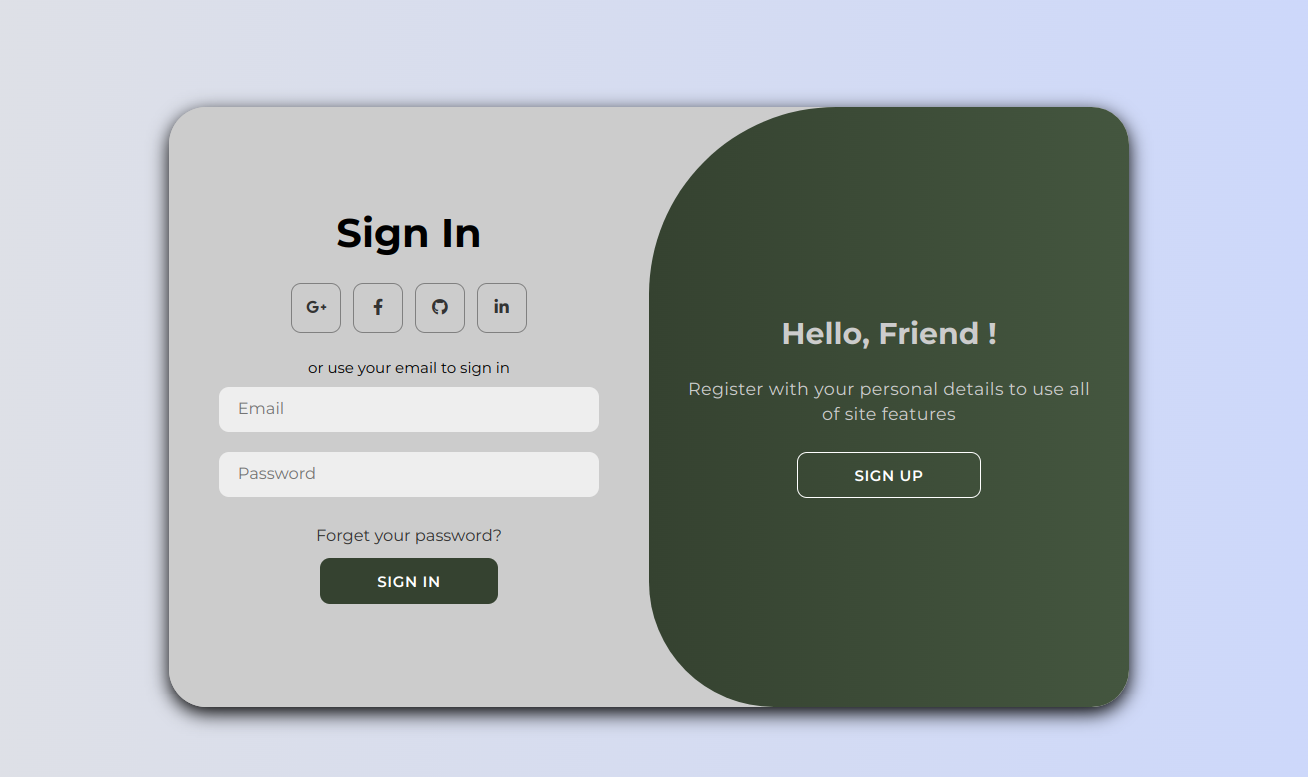 Sign In
G+
f
in
or use your email to sign in
Email
Password
Forget your password?
SIGN IN
Hello, Friend !
Register with your personal details to use all
of site features
SIGN UP